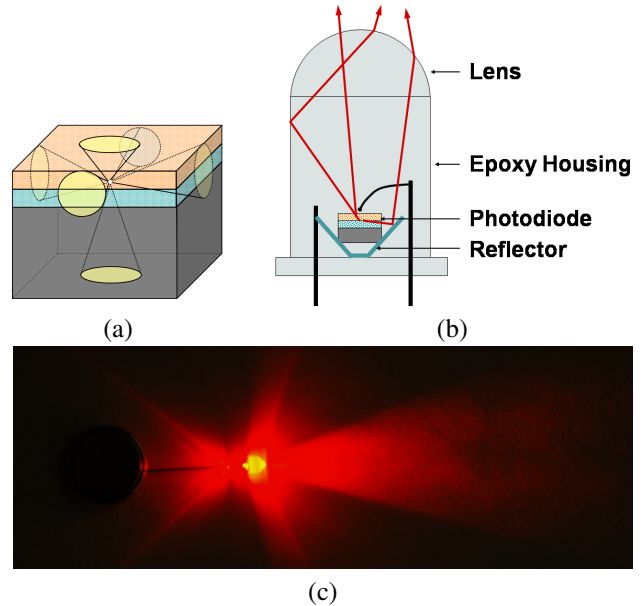 Lens
Epoxy Housing
Photodiode
Reflector
(a)
(b)
(c)